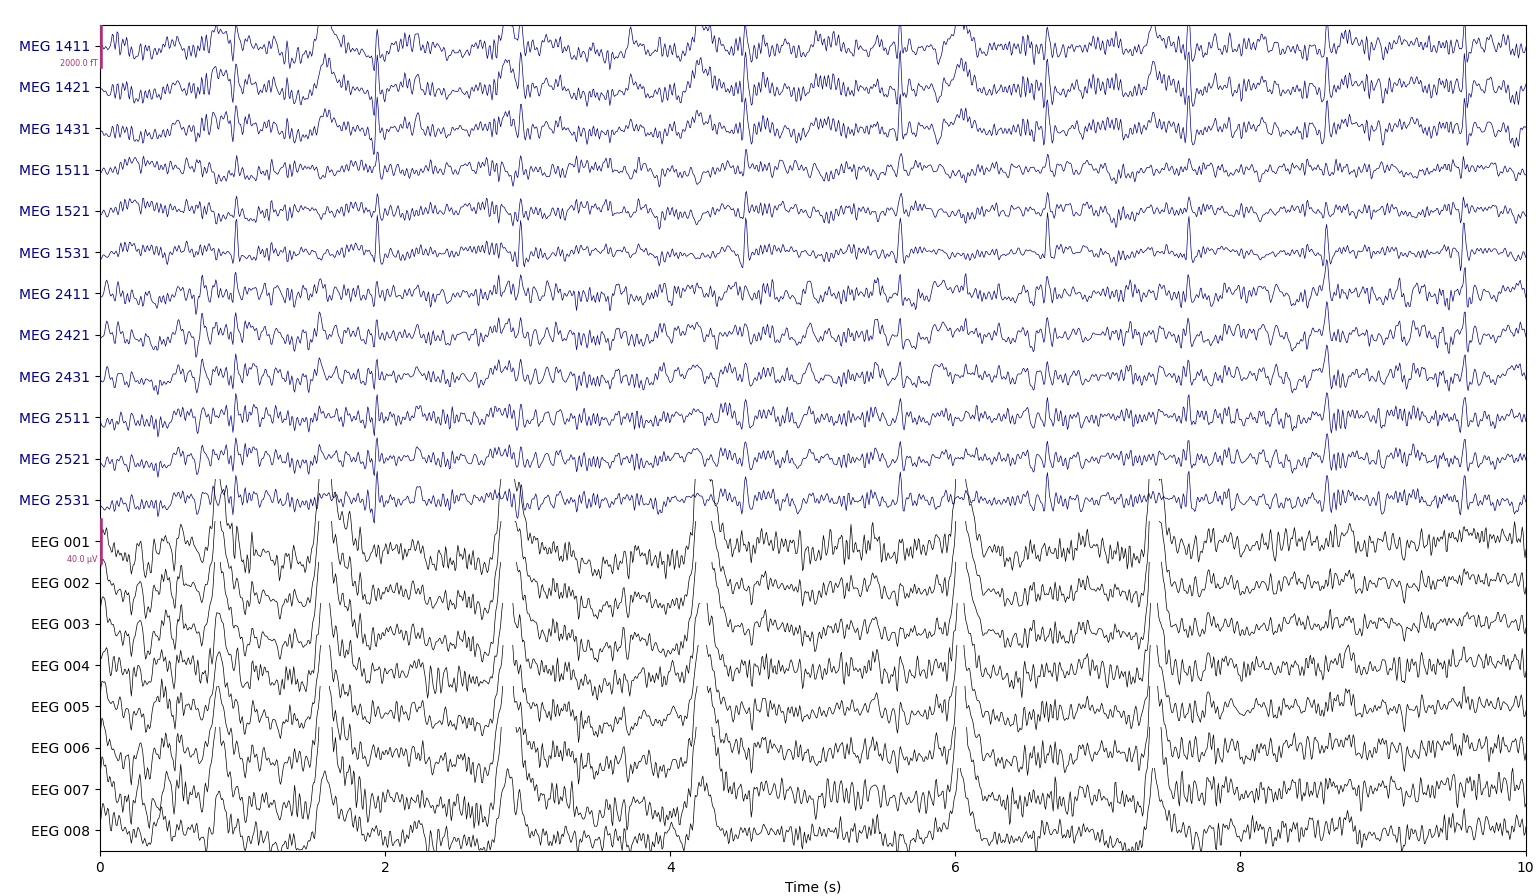 MEG 1411
2000.0 fT
MEG 1421
MEG 1431
MEG 1511
MEG 1521
MEG 1531
MEG 2411
MEG 2421
MEG 2431
MEG 2511
MEG 2521
MEG 2531
EEG 001
40.0 µV
EEG 002
EEG 003
EEG 004
EEG 005
EEG 006
EEG 007
EEG 008
0 2 4 6 8 10
Time (s)